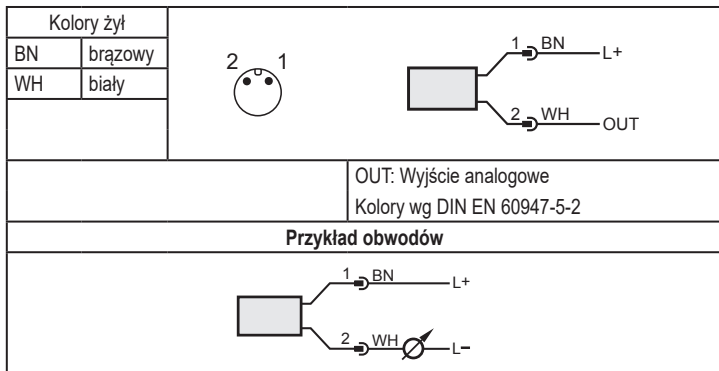 Kolory żył
BN brązowy
WH biały
2 1
1 BN L+
2 WH OUT
OUT: Wyjście analogowe
Kolory wg DIN EN 60947-5-2
Przykład obwodów
1 BN L+
2 WH L–